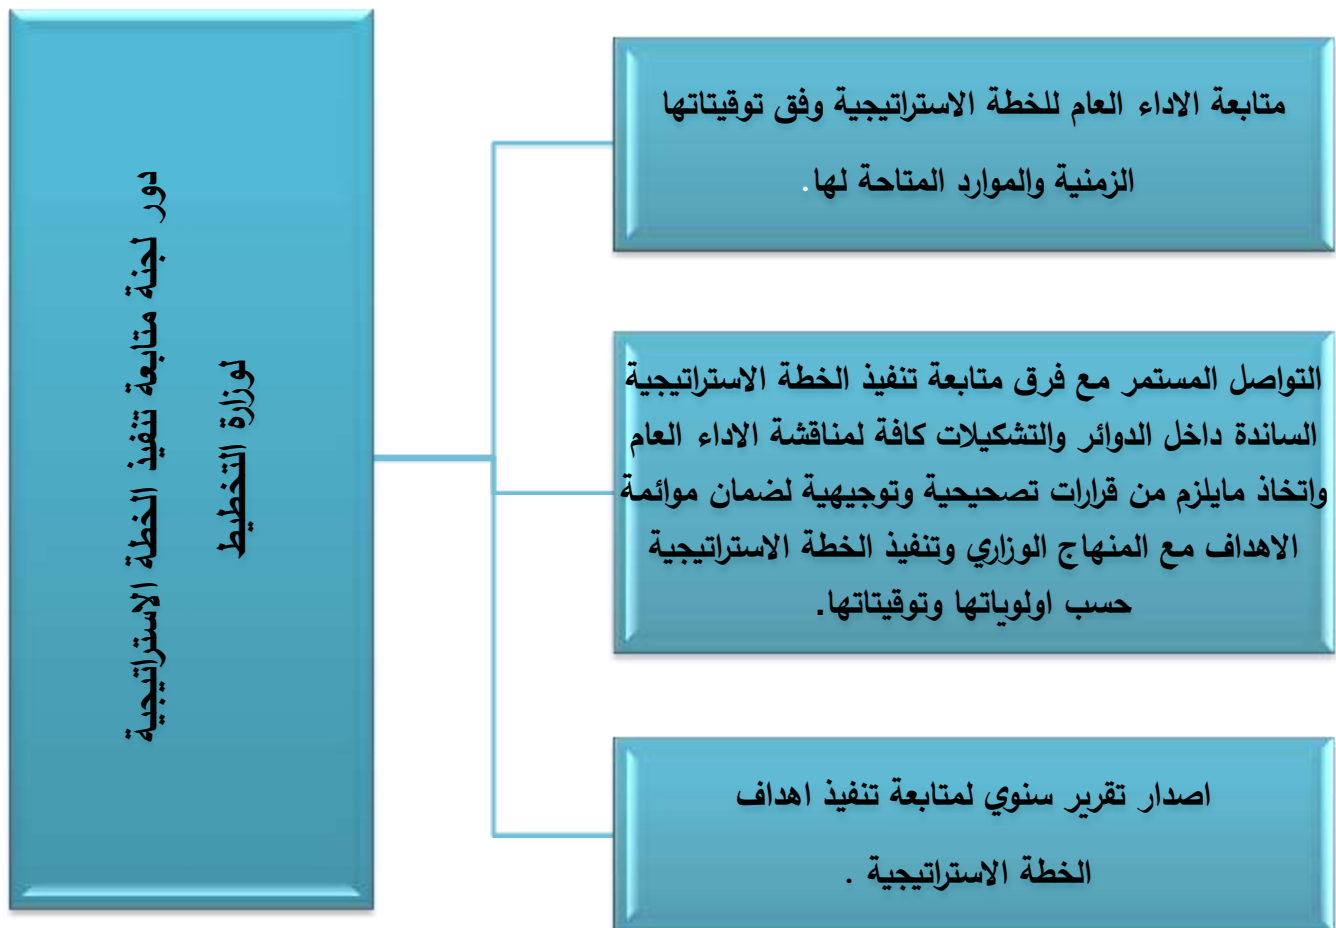 دور لجنة متابعة تنفيذ الخطة الاستراتيجية
لوزارة التخطيط
متابعة الاداء العام للخطة الاستراتيجية وفق توقيتاتها
الزمنية والموارد المتاحة لها.
التواصل المستمر مع فرق متابعة تنفيذ الخطة الاستراتيجية
الساندة داخل الدوائر والتشكيلات كافة لمناقشة الاداء العام
واتخاذ مايلزم من قرارات تصحيحية وتوجيهية لضمان موائمة
الاهداف مع المنهاج الوزاري وتنفيذ الخطة الاستراتيجية
حسب اولوياتها وتوقيتاتها.
اصدار تقرير سنوي لمتابعة تنفيذ اهداف
الخطة الاستراتيجية .